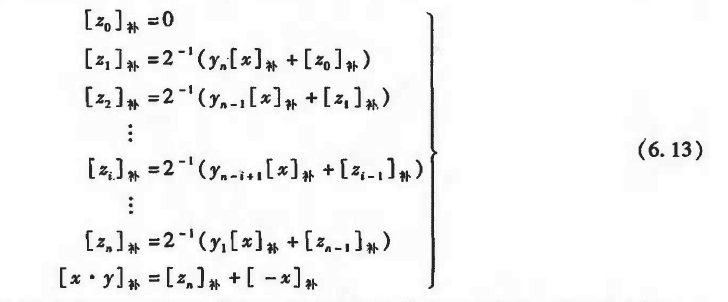 [z₀]补=0
[z₁]补=2⁻¹(yₙ[x]补+[z₀]补)
[z₂]补=2⁻¹(yₙ₋₁[x]补+[z₁]补)
⋮
[zᵢ]补=2⁻¹(yₙ₋ᵢ₊₁[x]补+[zᵢ₋₁]补) (6.13)
⋮
[zₙ]补=2⁻¹(y₁[x]补+[zₙ₋₁]补)
[x·y]补=[zₙ]补+[-x]补